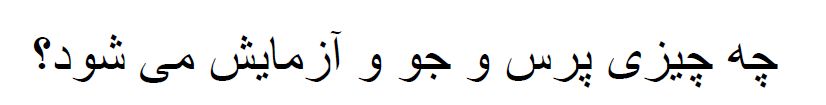 چه چیزی پرس و جو و آزمایش می شود؟